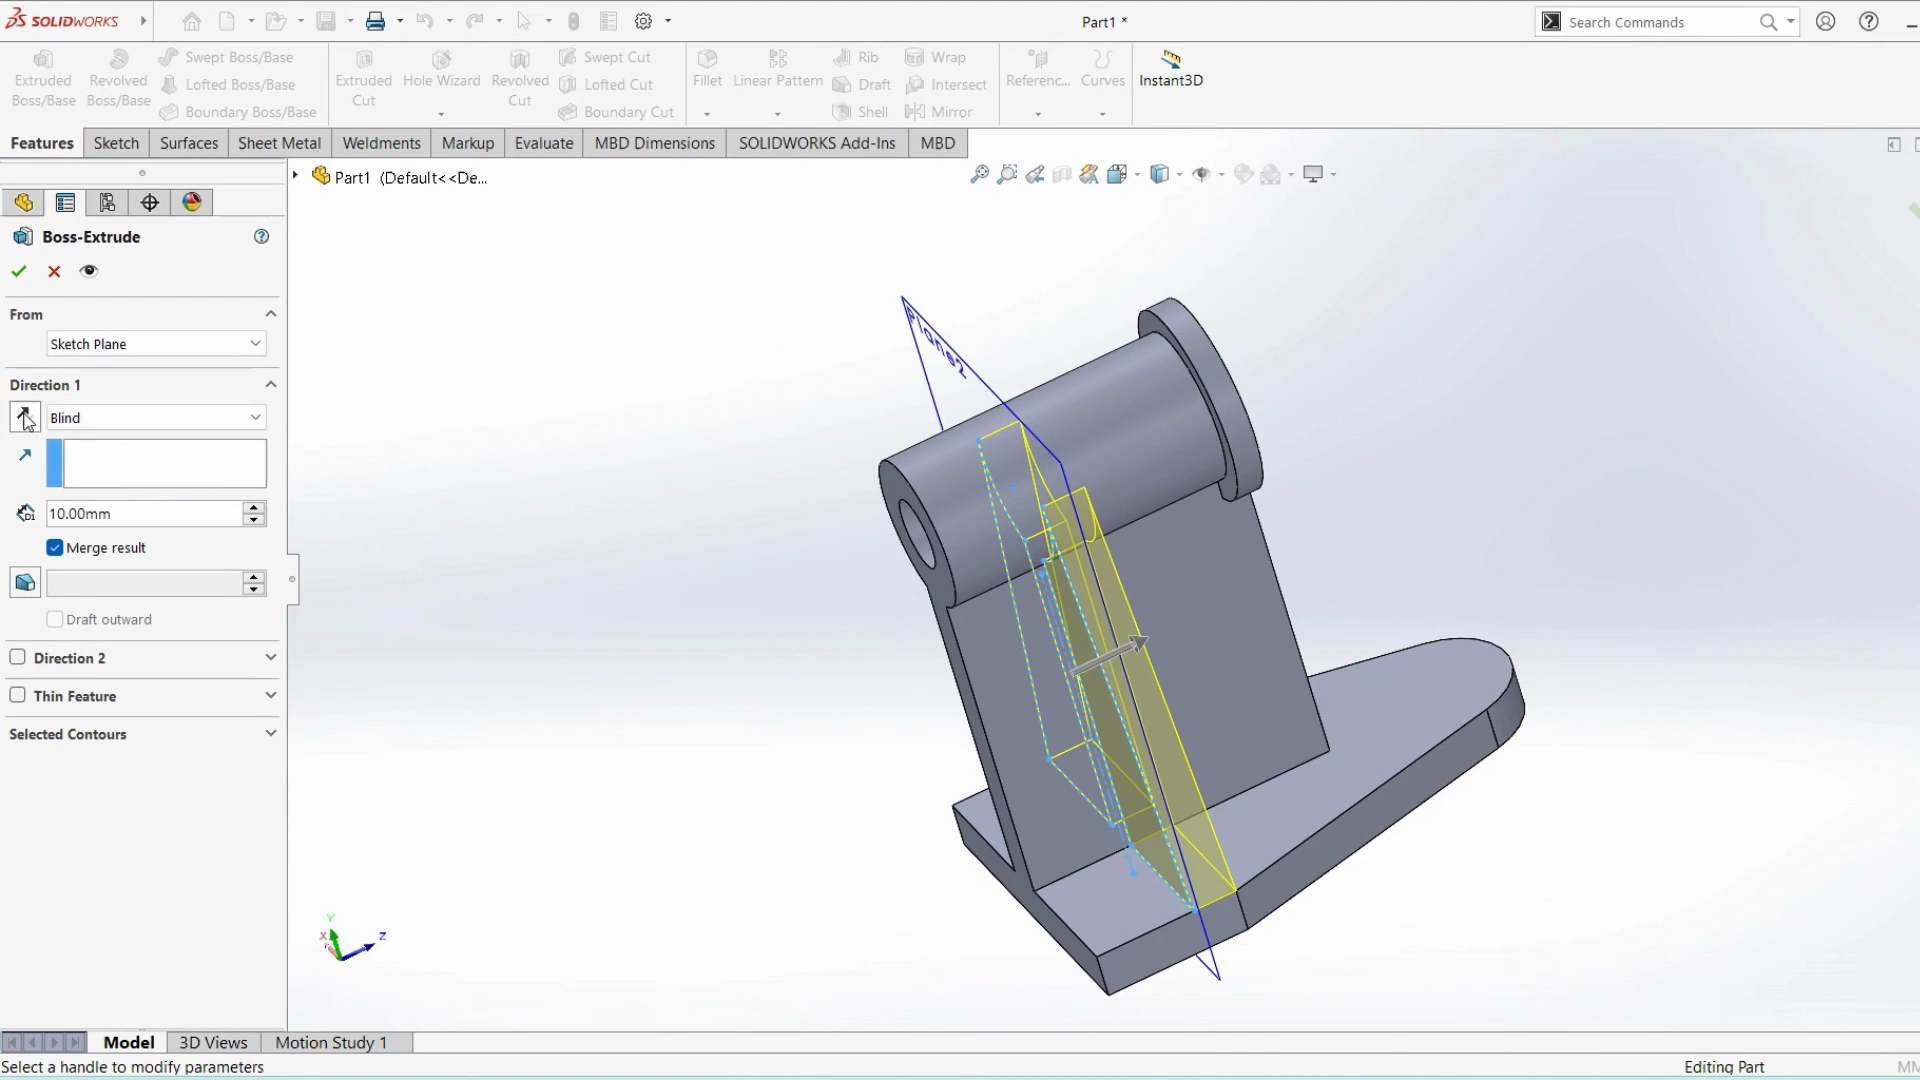 SOLIDWORKS
Part1 *
Search Commands
Extruded Boss/Base
Revolved Boss/Base
Swept Boss/Base
Lofted Boss/Base
Boundary Boss/Base
Extruded Cut
Hole Wizard
Revolved Cut
Swept Cut
Lofted Cut
Boundary Cut
Fillet
Linear Pattern
Rib
Draft
Shell
Wrap
Intersect
Mirror
Referenc...
Curves
Instant3D
Features
Sketch
Surfaces
Sheet Metal
Weldments
Markup
Evaluate
MBD Dimensions
SOLIDWORKS Add-Ins
MBD
Part1 (Default<<De...
Boss-Extrude
From
Sketch Plane
Direction 1
Blind
D1
10.00mm
Merge result
Draft outward
Direction 2
Thin Feature
Selected Contours
Y
X
Z
Model
3D Views
Motion Study 1
Select a handle to modify parameters
Editing Part